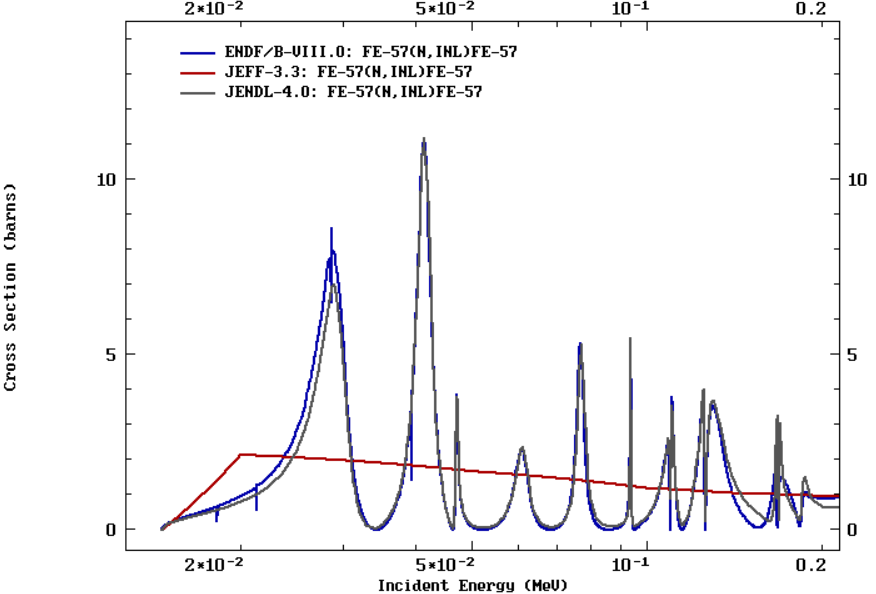 2*10⁻² 5*10⁻² 10⁻¹ 0.2
ENDF/B-VIII.0: FE-57(N,INL)FE-57
JEFF-3.3: FE-57(N,INL)FE-57
JENDL-4.0: FE-57(N,INL)FE-57
10 10
Cross Section (barns)
5 5
0 0
2*10⁻² 5*10⁻² 10⁻¹ 0.2
Incident Energy (MeV)